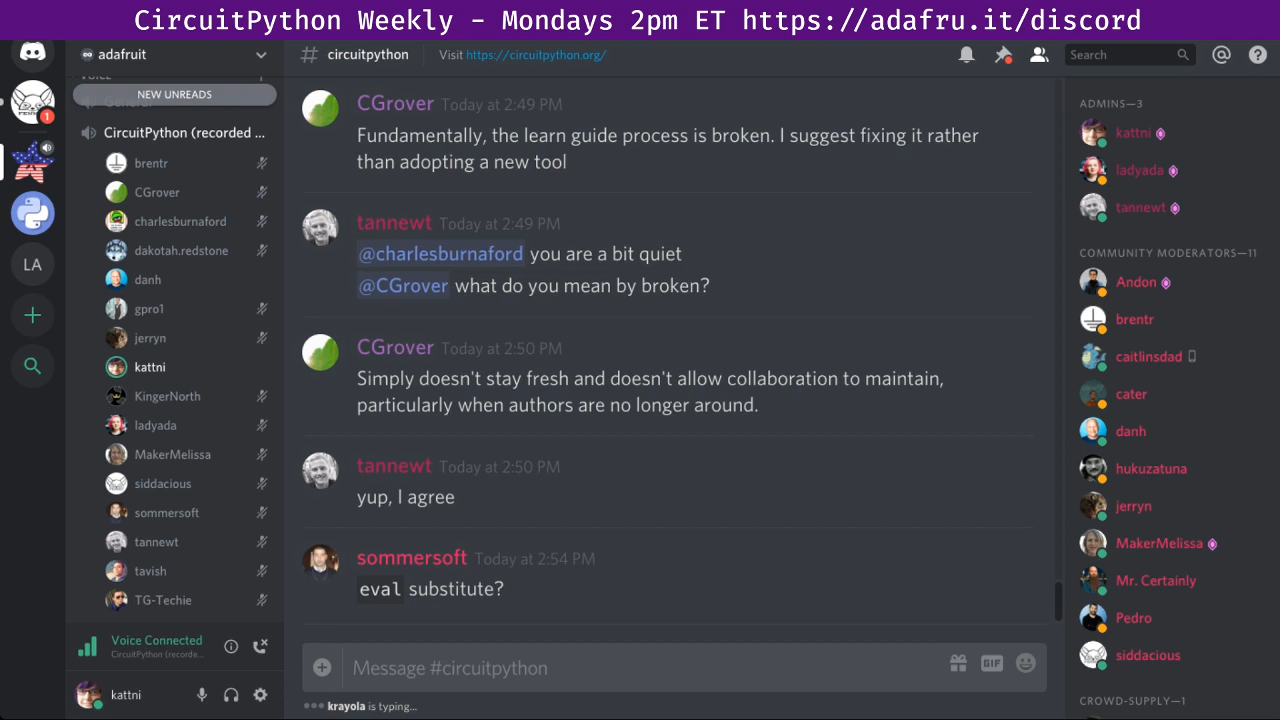 CircuitPython Weekly - Mondays 2pm ET https://adafru.it/discord
adafruit
# circuitpython
Visit https://circuitpython.org/
Search
NEW UNREADS
CircuitPython (recorded ...
brentr
CGrover
charlesburnaford
dakotah.redstone
danh
gpro1
jerryn
kattni
KingerNorth
ladyada
MakerMelissa
siddacious
sommersoft
tannewt
tavish
TG-Techie
1
LA
Voice Connected
CircuitPython (recorde...
kattni
CGrover Today at 2:49 PM
Fundamentally, the learn guide process is broken. I suggest fixing it rather
than adopting a new tool
tannewt Today at 2:49 PM
@charlesburnaford you are a bit quiet
@CGrover what do you mean by broken?
CGrover Today at 2:50 PM
Simply doesn't stay fresh and doesn't allow collaboration to maintain,
particularly when authors are no longer around.
tannewt Today at 2:50 PM
yup, I agree
sommersoft Today at 2:54 PM
eval substitute?
Message #circuitpython
GIF
krayola is typing...
ADMINS—3
kattni
ladyada
tannewt
COMMUNITY MODERATORS—11
Andon
brentr
caitlinsdad
cater
danh
hukuzatuna
jerryn
MakerMelissa
Mr. Certainly
Pedro
siddacious
CROWD-SUPPLY—1